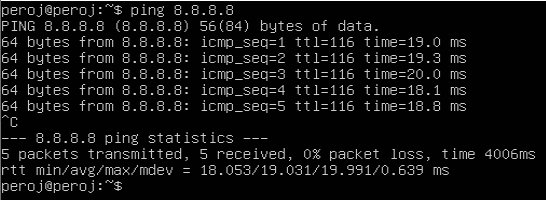 peroj@peroj:~$ ping 8.8.8.8
PING 8.8.8.8 (8.8.8.8) 56(84) bytes of data.
64 bytes from 8.8.8.8: icmp_seq=1 ttl=116 time=19.0 ms
64 bytes from 8.8.8.8: icmp_seq=2 ttl=116 time=19.3 ms
64 bytes from 8.8.8.8: icmp_seq=3 ttl=116 time=20.0 ms
64 bytes from 8.8.8.8: icmp_seq=4 ttl=116 time=18.1 ms
64 bytes from 8.8.8.8: icmp_seq=5 ttl=116 time=18.8 ms
^C
--- 8.8.8.8 ping statistics ---
5 packets transmitted, 5 received, 0% packet loss, time 4006ms
rtt min/avg/max/mdev = 18.053/19.031/19.991/0.639 ms
peroj@peroj:~$